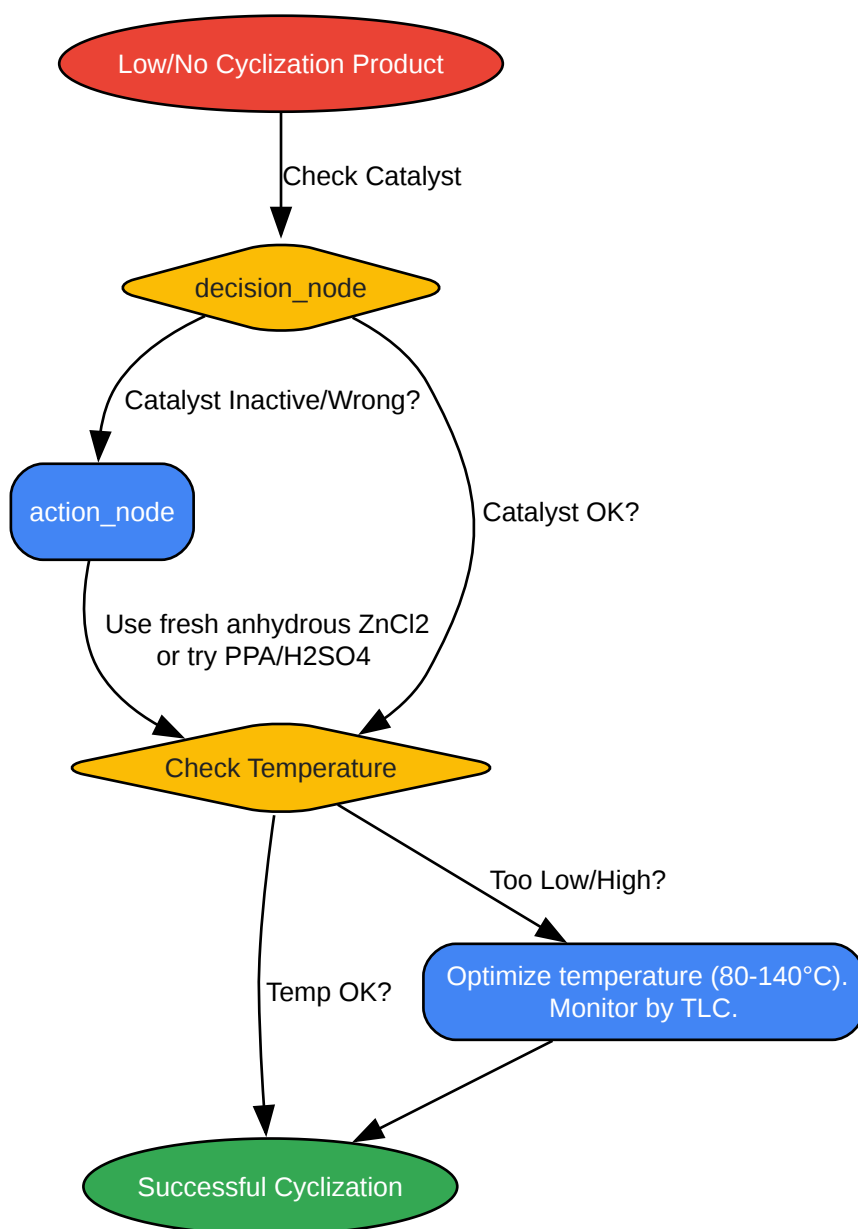 Low/No Cyclization Product
Check Catalyst
decision_node
Catalyst Inactive/Wrong?
action_node
Catalyst OK?
Use fresh anhydrous ZnCl2
or try PPA/H2SO4
Check Temperature
Too Low/High?
Optimize temperature (80-140°C).
Monitor by TLC.
Temp OK?
Successful Cyclization